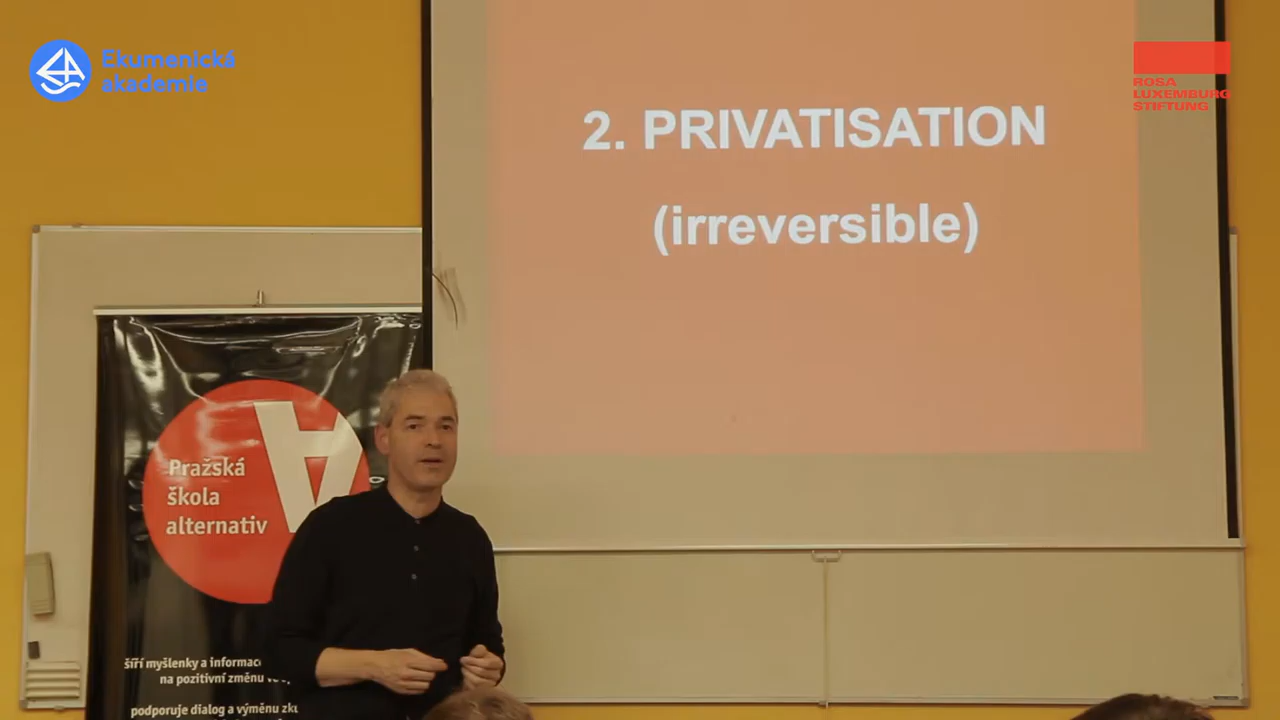 Ekumenická
akademie
ROSA
LUXEMBURG
STIFTUNG
2. PRIVATISATION
(irreversible)
Pražská
škola
alternativ
šíří myšlenky a informac
na pozitivní změnu
podporuje dialog a výměnu